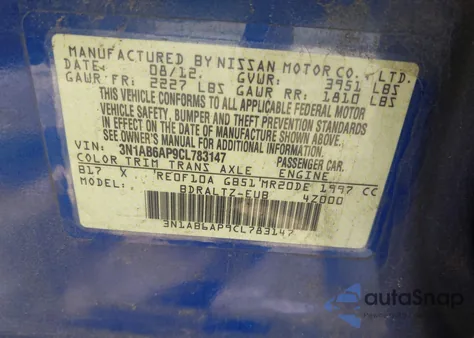 MANUFACTURED BY NISSAN MOTOR CO., LTD.
DATE: 08/12, GVWR: 3951 LBS
GAWR FR: 2227 LBS GAWR RR: 1810 LBS
THIS VEHICLE CONFORMS TO ALL APPLICABLE FEDERAL MOTOR
VEHICLE SAFETY, BUMPER AND THEFT PREVENTION STANDARDS
IN EFFECT ON THE DATE OF MANUFACTURE SHOWN ABOVE.
SEE OWNER'S MANUAL FOR ADDITIONAL INFORMATION.
VIN: 3N1AB6AP9CL783147 PASSENGER CAR.
COLOR TRIM TRANS AXLE ENGINE
B17 X RE0F10A GB51 MR20DE 1997 CC
MODEL: BDRALTZ-EUB 4Z000
3N1AB6AP9CL783147
autoSnap